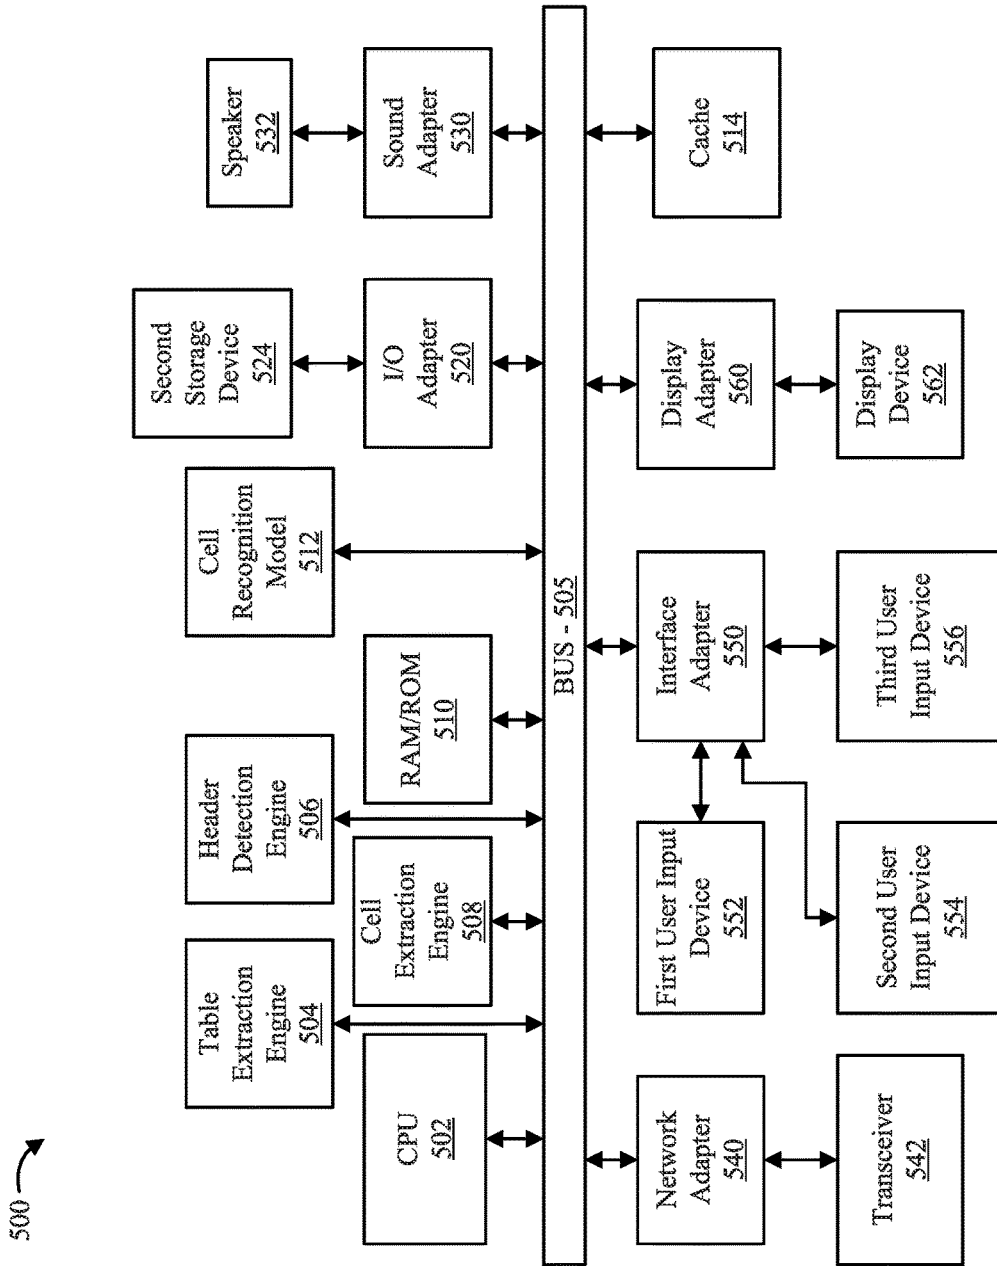 500
CPU
502
Table
Extraction
Engine
504
Cell
Extraction
Engine
508
Header
Detection
Engine
506
RAM/ROM
510
Cell
Recognition
Model
512
Second
Storage
Device
524
I/O
Adapter
520
Speaker
532
Sound
Adapter
530
BUS - 505
Network
Adapter
540
Transceiver
542
First User Input
Device
552
Second User
Input Device
554
Interface
Adapter
550
Third User
Input Device
556
Display
Adapter
560
Display
Device
562
Cache
514